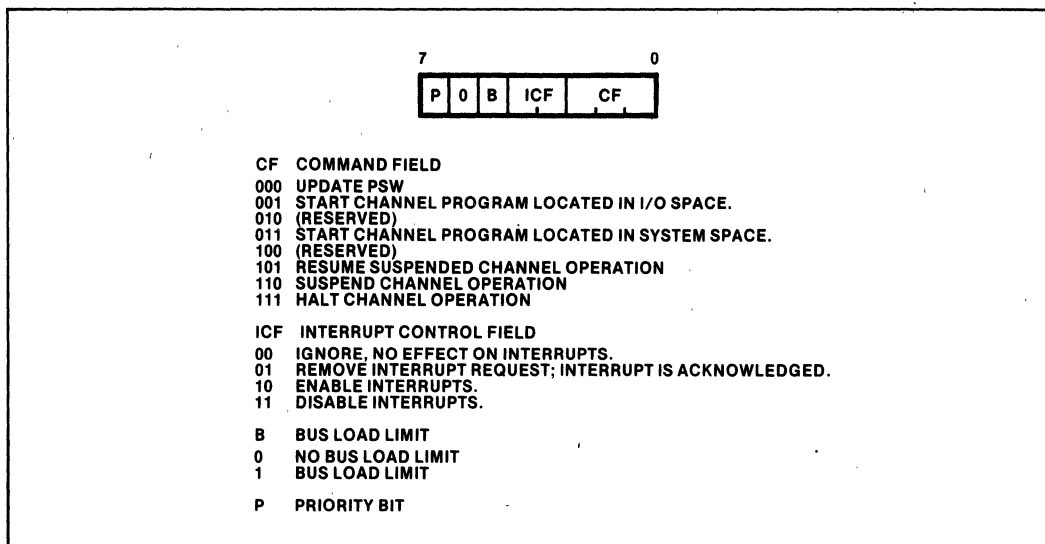 7 0
P 0 B ICF CF
CF COMMAND FIELD
000 UPDATE PSW
001 START CHANNEL PROGRAM LOCATED IN I/O SPACE.
010 (RESERVED)
011 START CHANNEL PROGRAM LOCATED IN SYSTEM SPACE.
100 (RESERVED)
101 RESUME SUSPENDED CHANNEL OPERATION
110 SUSPEND CHANNEL OPERATION
111 HALT CHANNEL OPERATION
ICF INTERRUPT CONTROL FIELD
00 IGNORE, NO EFFECT ON INTERRUPTS.
01 REMOVE INTERRUPT REQUEST; INTERRUPT IS ACKNOWLEDGED.
10 ENABLE INTERRUPTS.
11 DISABLE INTERRUPTS.
B BUS LOAD LIMIT
0 NO BUS LOAD LIMIT
1 BUS LOAD LIMIT
P PRIORITY BIT